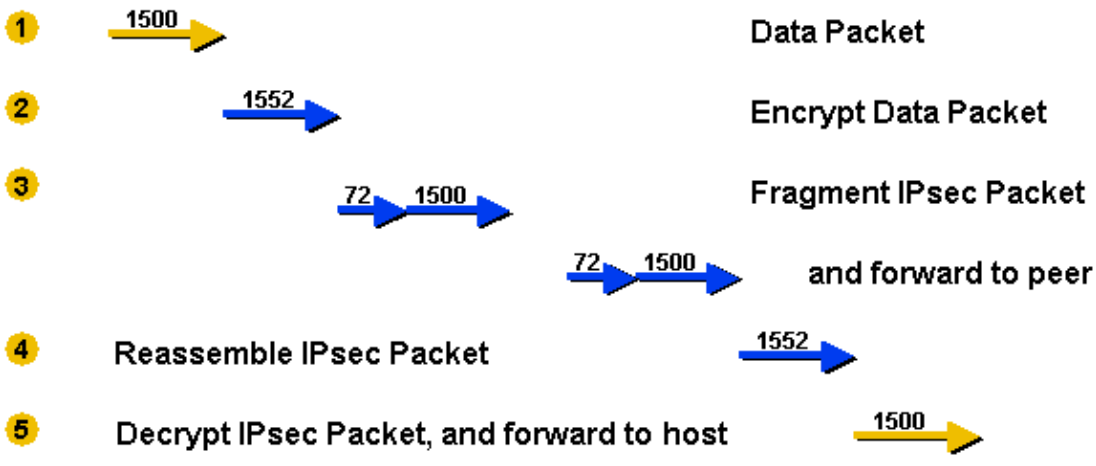 1 1500 Data Packet
2 1552 Encrypt Data Packet
3 72 1500 Fragment IPsec Packet
72 1500 and forward to peer
4 Reassemble IPsec Packet 1552
5 Decrypt IPsec Packet, and forward to host 1500